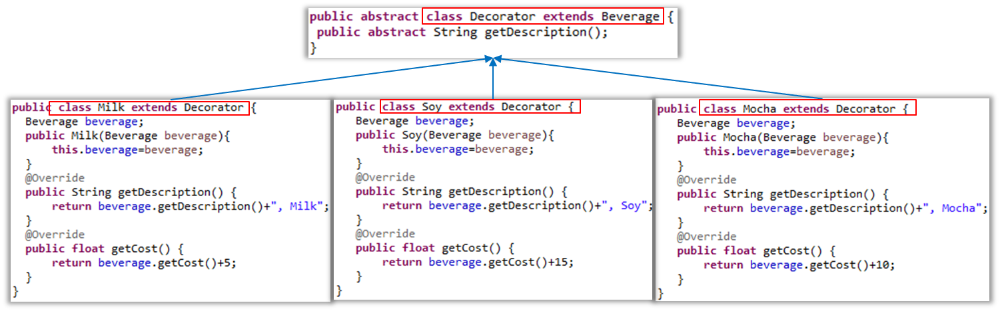 public abstract class Decorator extends Beverage {
public abstract String getDescription();
}
public class Milk extends Decorator {
Beverage beverage;
public Milk(Beverage beverage){
this.beverage=beverage;
}
@Override
public String getDescription() {
return beverage.getDescription()+", Milk";
}
@Override
public float getCost() {
return beverage.getCost()+5;
}
}
public class Soy extends Decorator {
Beverage beverage;
public Soy(Beverage beverage){
this.beverage=beverage;
}
@Override
public String getDescription() {
return beverage.getDescription()+", Soy";
}
@Override
public float getCost() {
return beverage.getCost()+15;
}
}
public class Mocha extends Decorator {
Beverage beverage;
public Mocha(Beverage beverage){
this.beverage=beverage;
}
@Override
public String getDescription() {
return beverage.getDescription()+", Mocha";
}
@Override
public float getCost() {
return beverage.getCost()+10;
}
}